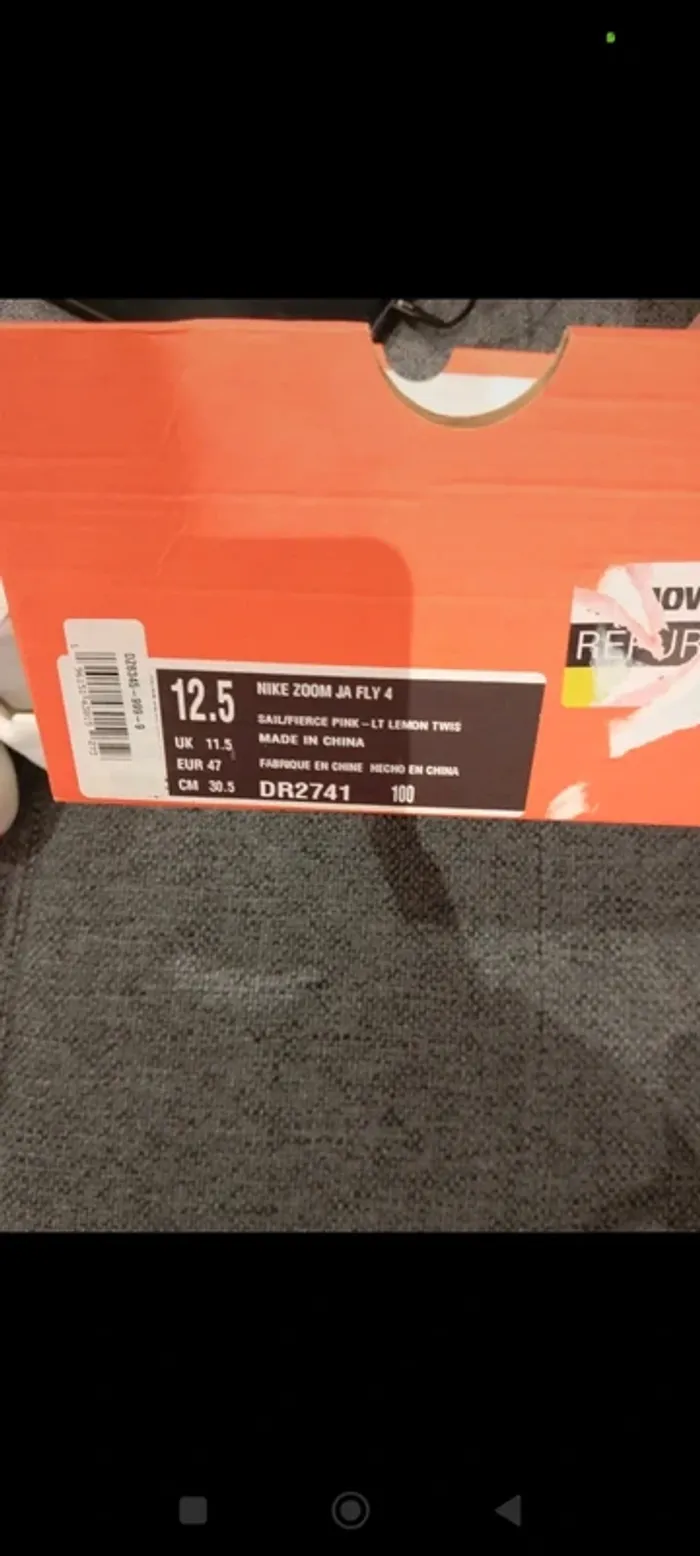 12.5
NIKE ZOOM JA FLY 4
SAIL/FIERCE PINK-LT LEMON TWIS
UK 11.5
MADE IN CHINA
EUR 47
FABRIQUE EN CHINE HECHO EN CHINA
CM 30.5
DR2741 100